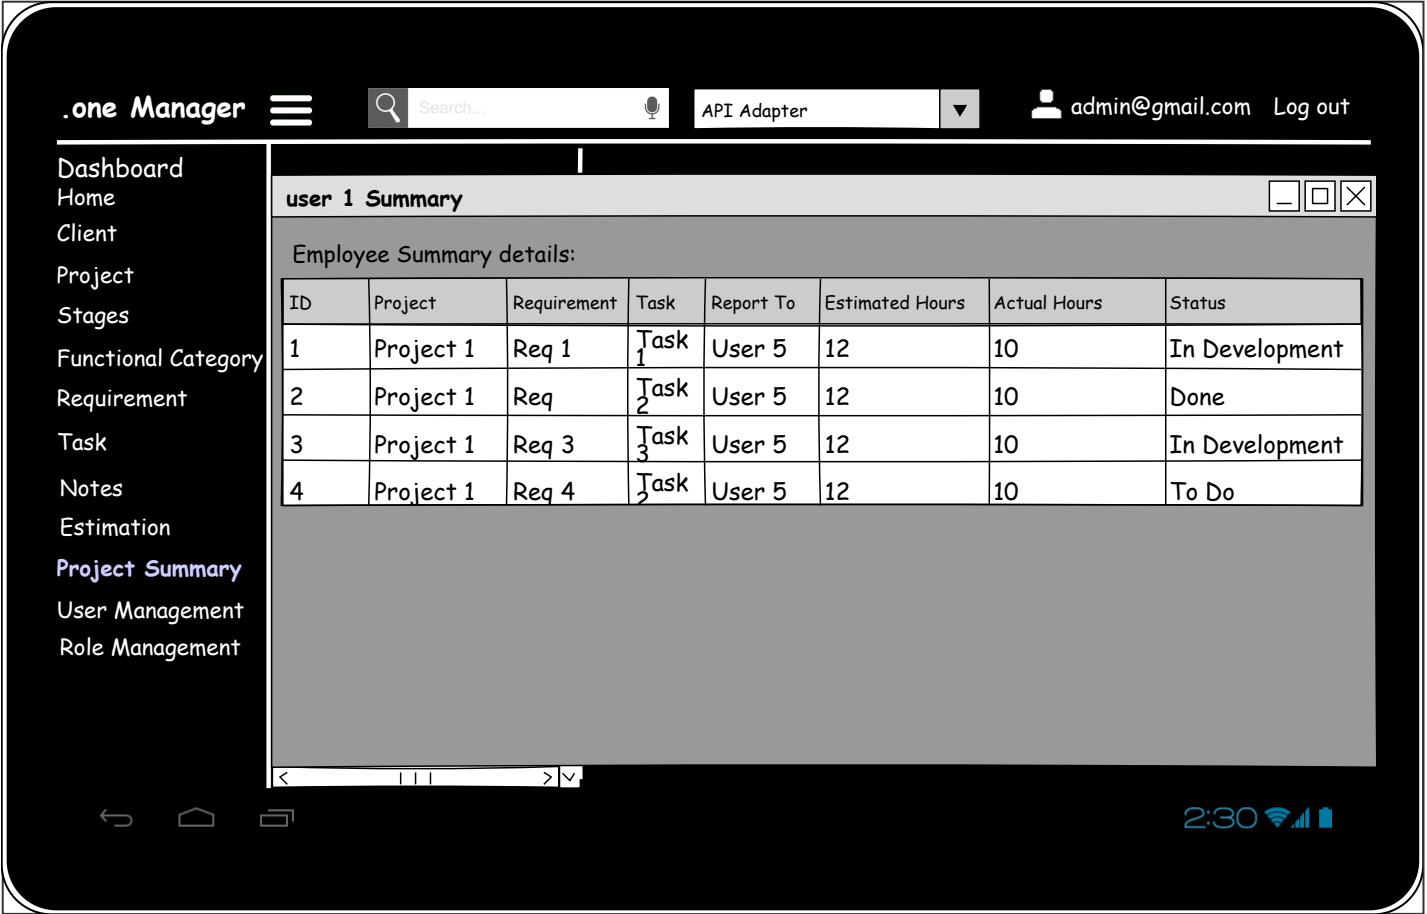 .one Manager
Search...
API Adapter
admin@gmail.com Log out
Dashboard
Home
Client
Project
Stages
Functional Category
Requirement
Task
Notes
Estimation
Project Summary
User Management
Role Management
user 1 Summary
Employee Summary details:
ID Project Requirement Task Report To Estimated Hours Actual Hours Status
1 Project 1 Req 1 Task 1 User 5 12 10 In Development
2 Project 1 Req Task 2 User 5 12 10 Done
3 Project 1 Req 3 Task 3 User 5 12 10 In Development
4 Project 1 Req 4 Task 2 User 5 12 10 To Do
2:30